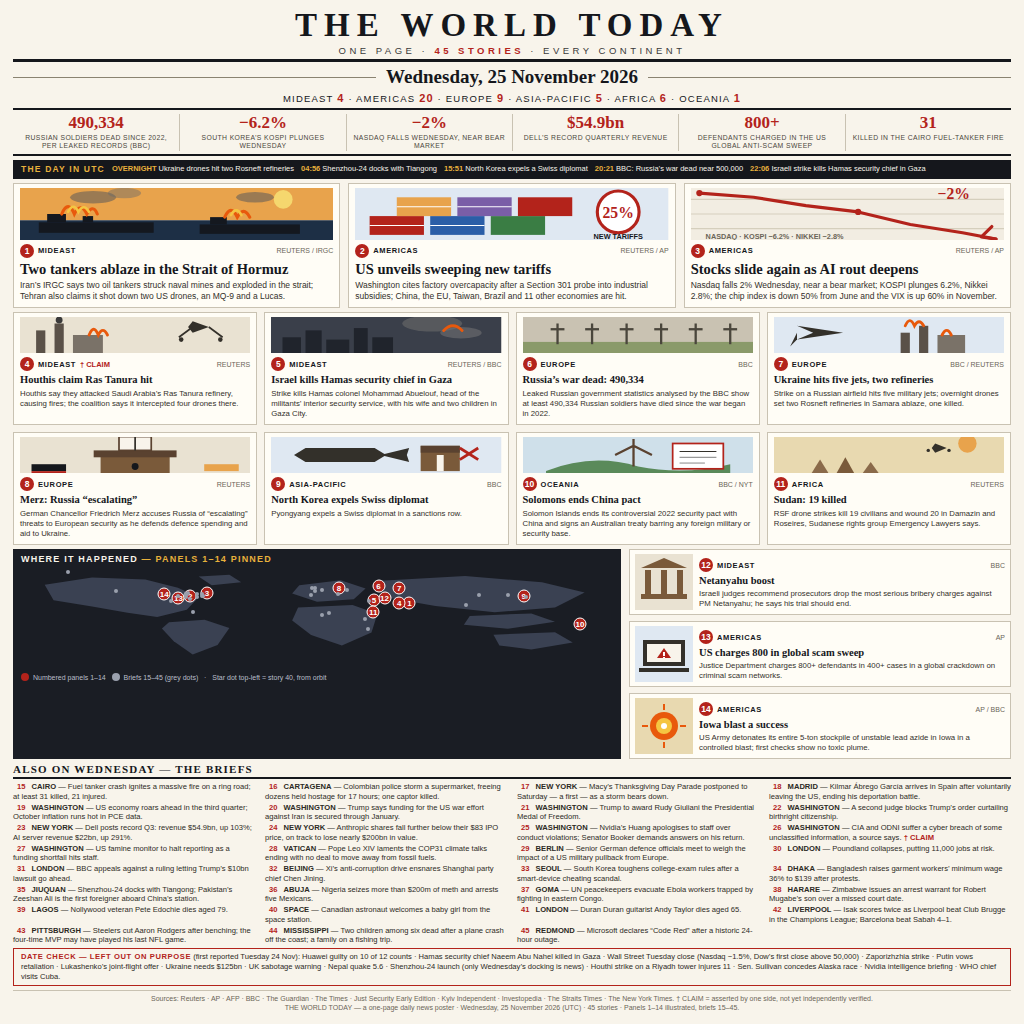 THE WORLD TODAY
ONE PAGE · 45 STORIES · EVERY CONTINENT
Wednesday, 25 November 2026
MIDEAST 4 · AMERICAS 20 · EUROPE 9 · ASIA-PACIFIC 5 · AFRICA 6 · OCEANIA 1
490,334
RUSSIAN SOLDIERS DEAD SINCE 2022,
PER LEAKED RECORDS (BBC)
−6.2%
SOUTH KOREA'S KOSPI PLUNGES
WEDNESDAY
−2%
NASDAQ FALLS WEDNESDAY, NEAR BEAR
MARKET
$54.9bn
DELL'S RECORD QUARTERLY REVENUE
800+
DEFENDANTS CHARGED IN THE US
GLOBAL ANTI-SCAM SWEEP
31
KILLED IN THE CAIRO FUEL-TANKER FIRE
THE DAY IN UTC OVERNIGHT Ukraine drones hit two Rosneft refineries 04:56 Shenzhou-24 docks with Tiangong 15:51 North Korea expels a Swiss diplomat 20:21 BBC: Russia's war dead near 500,000 22:06 Israeli strike kills Hamas security chief in Gaza
1 MIDEAST REUTERS / IRGC
Two tankers ablaze in the Strait of Hormuz
Iran's IRGC says two oil tankers struck naval mines and exploded in the strait;
Tehran also claims it shot down two US drones, an MQ-9 and a Lucas.
25%
NEW TARIFFS
2 AMERICAS REUTERS / AP
US unveils sweeping new tariffs
Washington cites factory overcapacity after a Section 301 probe into industrial
subsidies; China, the EU, Taiwan, Brazil and 11 other economies are hit.
−2%
NASDAQ · KOSPI −6.2% · NIKKEI −2.8%
3 AMERICAS REUTERS / AP
Stocks slide again as AI rout deepens
Nasdaq falls 2% Wednesday, near a bear market; KOSPI plunges 6.2%, Nikkei
2.8%; the chip index is down 50% from June and the VIX is up 60% in November.
4 MIDEAST † CLAIM REUTERS
Houthis claim Ras Tanura hit
Houthis say they attacked Saudi Arabia's Ras Tanura refinery,
causing fires; the coalition says it intercepted four drones there.
5 MIDEAST REUTERS / BBC
Israel kills Hamas security chief in Gaza
Strike kills Hamas colonel Mohammad Abuelouf, head of the
militants' interior security service, with his wife and two children in
Gaza City.
6 EUROPE BBC
Russia's war dead: 490,334
Leaked Russian government statistics analysed by the BBC show
at least 490,334 Russian soldiers have died since the war began
in 2022.
7 EUROPE BBC / REUTERS
Ukraine hits five jets, two refineries
Strike on a Russian airfield hits five military jets; overnight drones
set two Rosneft refineries in Samara ablaze, one killed.
8 EUROPE REUTERS
Merz: Russia “escalating”
German Chancellor Friedrich Merz accuses Russia of “escalating”
threats to European security as he defends defence spending and
aid to Ukraine.
9 ASIA-PACIFIC BBC
North Korea expels Swiss diplomat
Pyongyang expels a Swiss diplomat in a sanctions row.
10 OCEANIA BBC / NYT
Solomons ends China pact
Solomon Islands ends its controversial 2022 security pact with
China and signs an Australian treaty barring any foreign military or
security base.
11 AFRICA REUTERS
Sudan: 19 killed
RSF drone strikes kill 19 civilians and wound 20 in Damazin and
Roseires, Sudanese rights group Emergency Lawyers says.
WHERE IT HAPPENED — PANELS 1–14 PINNED
14 13 2 3 8 6 7 5 12 4 1 11 9 10
Numbered panels 1–14 Briefs 15–45 (grey dots) · Star dot top-left = story 40, from orbit
12 MIDEAST BBC
Netanyahu boost
Israeli judges recommend prosecutors drop the most serious bribery charges against
PM Netanyahu; he says his trial should end.
13 AMERICAS AP
US charges 800 in global scam sweep
Justice Department charges 800+ defendants in 400+ cases in a global crackdown on
criminal scam networks.
14 AMERICAS AP / BBC
Iowa blast a success
US Army detonates its entire 5-ton stockpile of unstable lead azide in Iowa in a
controlled blast; first checks show no toxic plume.
ALSO ON WEDNESDAY — THE BRIEFS
15 CAIRO — Fuel tanker crash ignites a massive fire on a ring road;
at least 31 killed, 21 injured.
16 CARTAGENA — Colombian police storm a supermarket, freeing
dozens held hostage for 17 hours; one captor killed.
17 NEW YORK — Macy's Thanksgiving Day Parade postponed to
Saturday — a first — as a storm bears down.
18 MADRID — Kilmar Ábrego García arrives in Spain after voluntarily
leaving the US, ending his deportation battle.
19 WASHINGTON — US economy roars ahead in the third quarter;
October inflation runs hot in PCE data.
20 WASHINGTON — Trump says funding for the US war effort
against Iran is secured through January.
21 WASHINGTON — Trump to award Rudy Giuliani the Presidential
Medal of Freedom.
22 WASHINGTON — A second judge blocks Trump's order curtailing
birthright citizenship.
23 NEW YORK — Dell posts record Q3: revenue $54.9bn, up 103%;
AI server revenue $22bn, up 291%.
24 NEW YORK — Anthropic shares fall further below their $83 IPO
price, on track to lose nearly $200bn in value.
25 WASHINGTON — Nvidia's Huang apologises to staff over
conduct violations; Senator Booker demands answers on his return.
26 WASHINGTON — CIA and ODNI suffer a cyber breach of some
unclassified information, a source says. † CLAIM
27 WASHINGTON — US famine monitor to halt reporting as a
funding shortfall hits staff.
28 VATICAN — Pope Leo XIV laments the COP31 climate talks
ending with no deal to move away from fossil fuels.
29 BERLIN — Senior German defence officials meet to weigh the
impact of a US military pullback from Europe.
30 LONDON — Poundland collapses, putting 11,000 jobs at risk.
31 LONDON — BBC appeals against a ruling letting Trump's $10bn
lawsuit go ahead.
32 BEIJING — Xi's anti-corruption drive ensnares Shanghai party
chief Chen Jining.
33 SEOUL — South Korea toughens college-exam rules after a
smart-device cheating scandal.
34 DHAKA — Bangladesh raises garment workers' minimum wage
36% to $139 after protests.
35 JIUQUAN — Shenzhou-24 docks with Tiangong; Pakistan's
Zeeshan Ali is the first foreigner aboard China's station.
36 ABUJA — Nigeria seizes more than $200m of meth and arrests
five Mexicans.
37 GOMA — UN peacekeepers evacuate Ebola workers trapped by
fighting in eastern Congo.
38 HARARE — Zimbabwe issues an arrest warrant for Robert
Mugabe's son over a missed court date.
39 LAGOS — Nollywood veteran Pete Edochie dies aged 79.
40 SPACE — Canadian astronaut welcomes a baby girl from the
space station.
41 LONDON — Duran Duran guitarist Andy Taylor dies aged 65.
42 LIVERPOOL — Isak scores twice as Liverpool beat Club Brugge
in the Champions League; Barcelona beat Sabah 4–1.
43 PITTSBURGH — Steelers cut Aaron Rodgers after benching; the
four-time MVP may have played his last NFL game.
44 MISSISSIPPI — Two children among six dead after a plane crash
off the coast; a family on a fishing trip.
45 REDMOND — Microsoft declares “Code Red” after a historic 24-
hour outage.
DATE CHECK — LEFT OUT ON PURPOSE (first reported Tuesday 24 Nov): Huawei guilty on 10 of 12 counts · Hamas security chief Naeem Abu Nahel killed in Gaza · Wall Street Tuesday close (Nasdaq −1.5%, Dow's first close above 50,000) · Zaporizhzhia strike · Putin vows
retaliation · Lukashenko's joint-flight offer · Ukraine needs $125bn · UK sabotage warning · Nepal quake 5.6 · Shenzhou-24 launch (only Wednesday's docking is news) · Houthi strike on a Riyadh tower injures 11 · Sen. Sullivan concedes Alaska race · Nvidia intelligence briefing · WHO chief
visits Cuba.
Sources: Reuters · AP · AFP · BBC · The Guardian · The Times · Just Security Early Edition · Kyiv Independent · Investopedia · The Straits Times · The New York Times. † CLAIM = asserted by one side, not yet independently verified.
THE WORLD TODAY — a one-page daily news poster · Wednesday, 25 November 2026 (UTC) · 45 stories · Panels 1–14 illustrated, briefs 15–45.